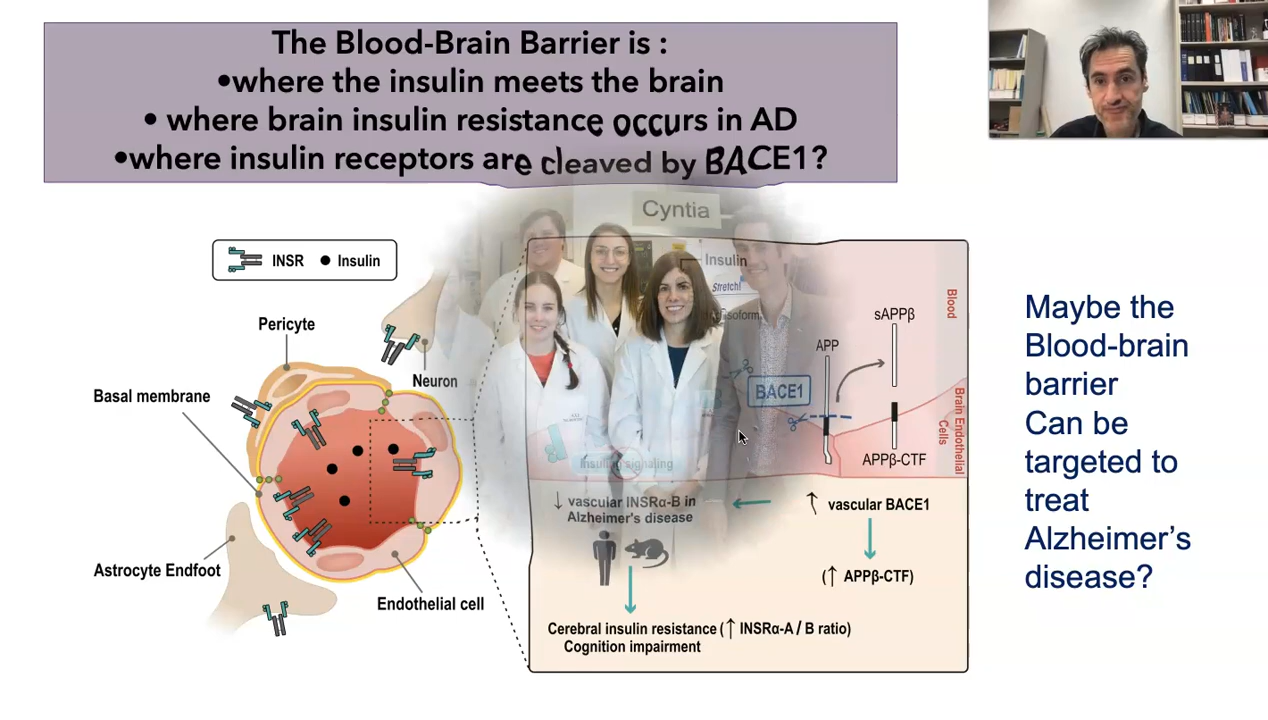 The Blood-Brain Barrier is :
•where the insulin meets the brain
• where brain insulin resistance occurs in AD
•where insulin receptors are cleaved by BACE1?
Cyntia
INSR
Insulin
Insulin
Stretch!
isoform
Blood
sAPPβ
Pericyte
APP
Maybe the
Blood-brain
barrier
Can be
targeted to
treat
Alzheimer's
disease?
Neuron
BACE1
Basal membrane
Brain Endothelial
Cells
APPβ-CTF
Insulin signaling
↓ vascular INSRα-B in
Alzheimer's disease
↑ vascular BACE1
Astrocyte Endfoot
(↑ APPβ-CTF)
Endothelial cell
Cerebral insulin resistance (↑ INSRα-A / B ratio)
Cognition impairment